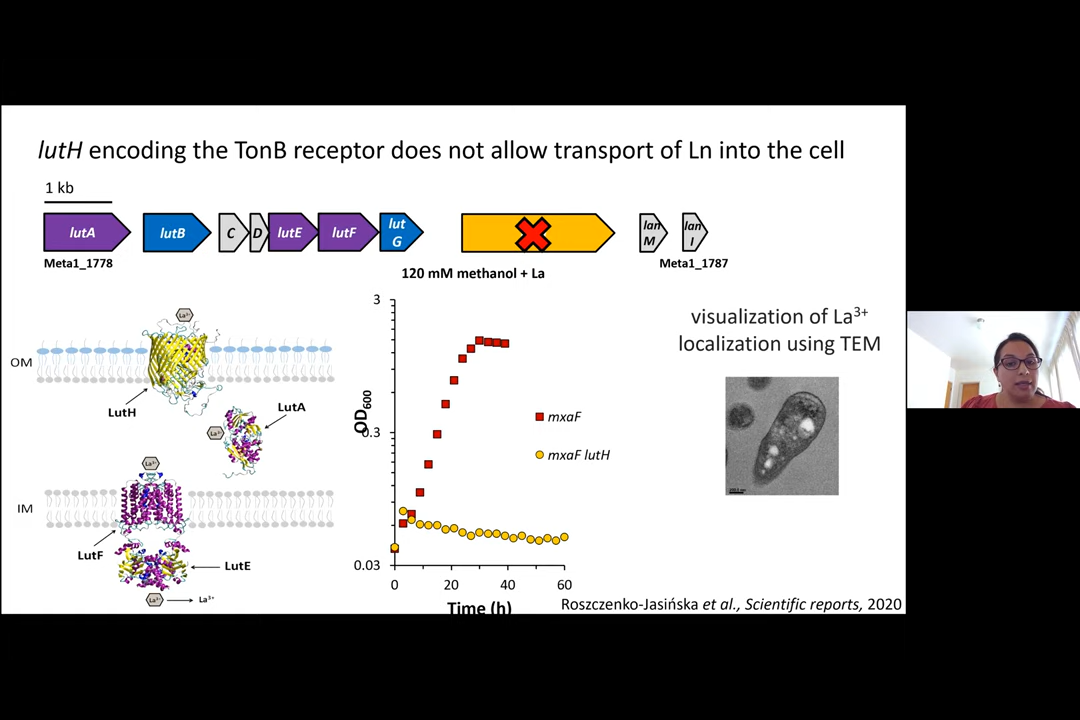 lutH encoding the TonB receptor does not allow transport of Ln into the cell
1 kb
lutA
lutB
C
D
lutE
lutF
lut
G
lan
M
lan
I
Meta1_1778
Meta1_1787
120 mM methanol + La
visualization of La³⁺
localization using TEM
La³⁺
OM
LutH
LutA
La³⁺
La³⁺
IM
LutF
LutE
La³⁺
La³⁺
3
0.3
0.03
OD600
mxaF
mxaF lutH
0
20
40
60
Time (h)
Roszczenko-Jasińska et al., Scientific reports, 2020